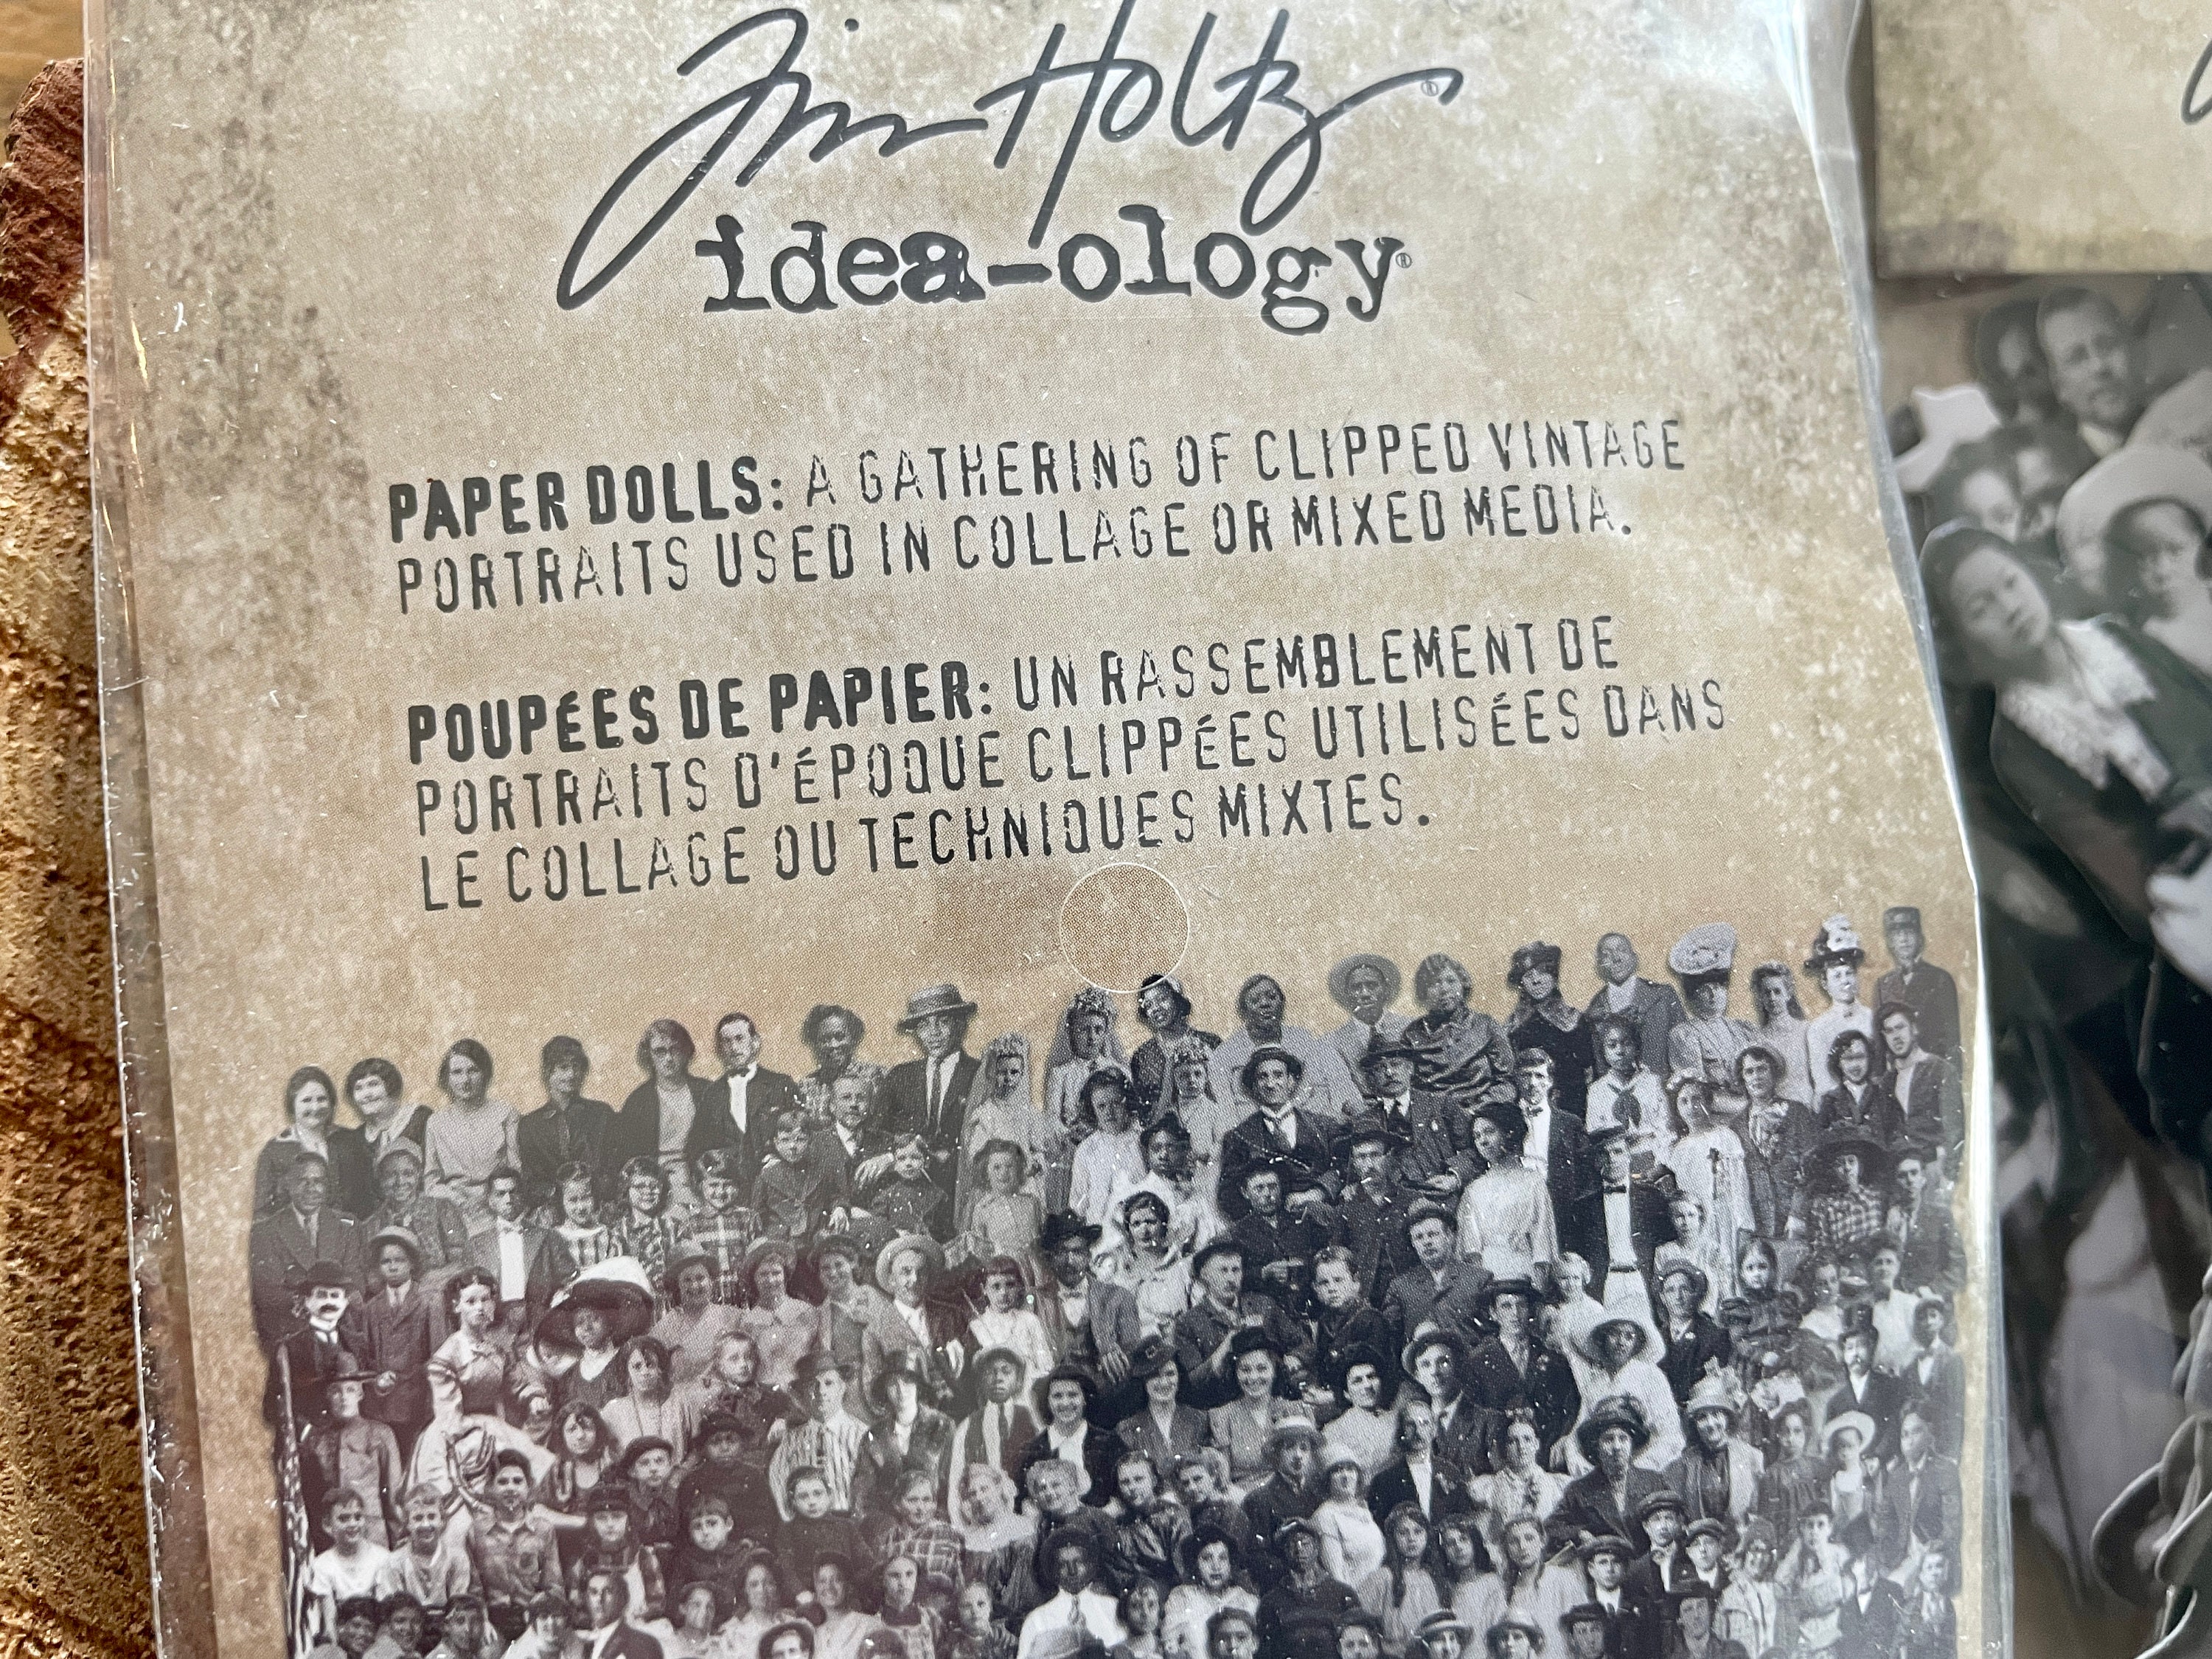 Tim Holtz®
idea-ology®
PAPER DOLLS: A GATHERING OF CLIPPED VINTAGE
PORTRAITS USED IN COLLAGE OR MIXED MEDIA.
POUPÉES DE PAPIER: UN RASSEMBLEMENT DE
PORTRAITS D'ÉPOQUE CLIPPÉES UTILISÉES DANS
LE COLLAGE OU TECHNIQUES MIXTES.